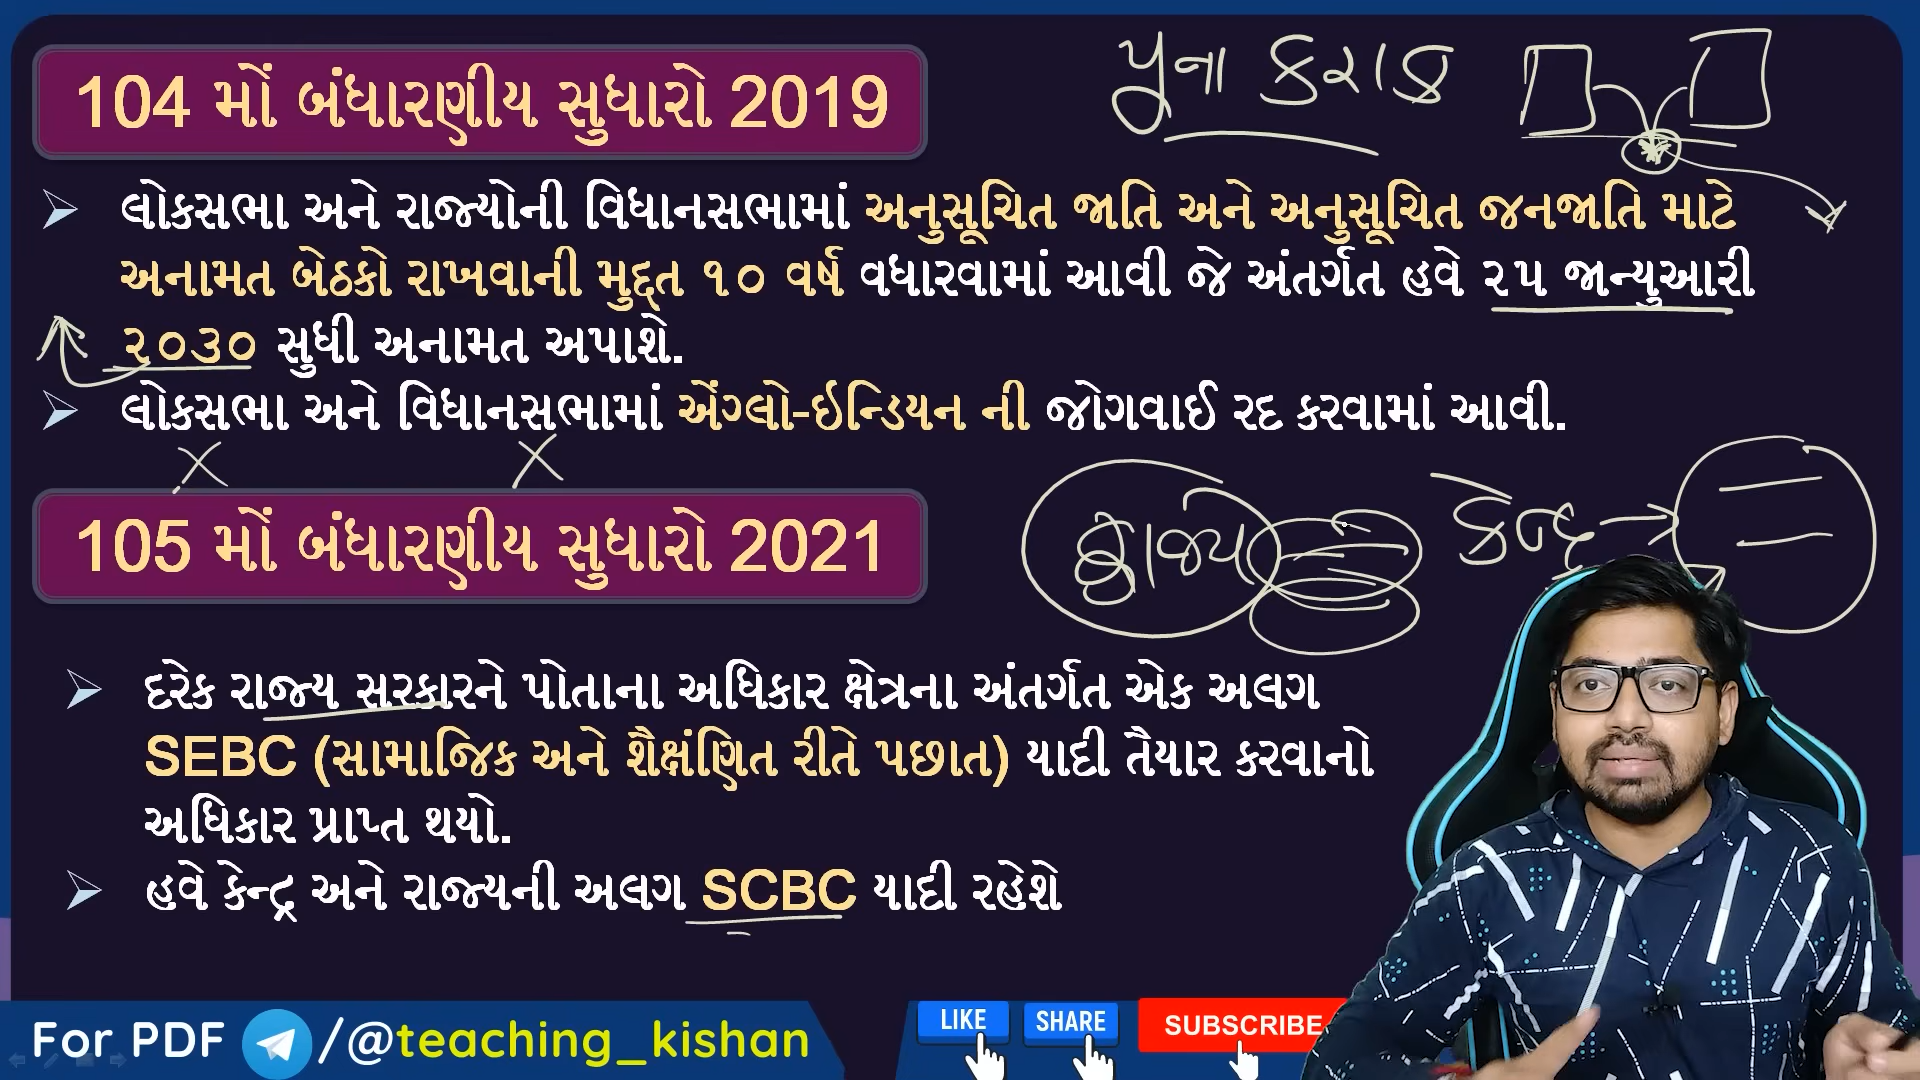 104 મોં બંધારણીય સુધારો 2019
પુના કરાર
લોકસભા અને રાજ્યોની વિધાનસભામાં અનુસૂચિત જાતિ અને અનુસૂચિત જનજાતિ માટે
અનામત બેઠકો રાખવાની મુદ્દત ૧૦ વર્ષ વધારવામાં આવી જે અંતર્ગત હવે ૨૫ જાન્યુઆરી
૨૦૩૦ સુધી અનામત અપાશે.
લોકસભા અને વિધાનસભામાં એંગ્લો-ઇન્ડિયન ની જોગવાઈ રદ કરવામાં આવી.
105 મોં બંધારણીય સુધારો 2021
રાજ્ય
કેન્દ્ર
દરેક રાજ્ય સરકારને પોતાના અધિકાર ક્ષેત્રના અંતર્ગત એક અલગ
SEBC (સામાજિક અને શૈક્ષંણિત રીતે પછાત) યાદી તૈયાર કરવાનો
અધિકાર પ્રાપ્ત થયો.
હવે કેન્દ્ર અને રાજ્યની અલગ SCBC યાદી રહેશે
For PDF /@teaching_kishan
LIKE SHARE SUBSCRIBE